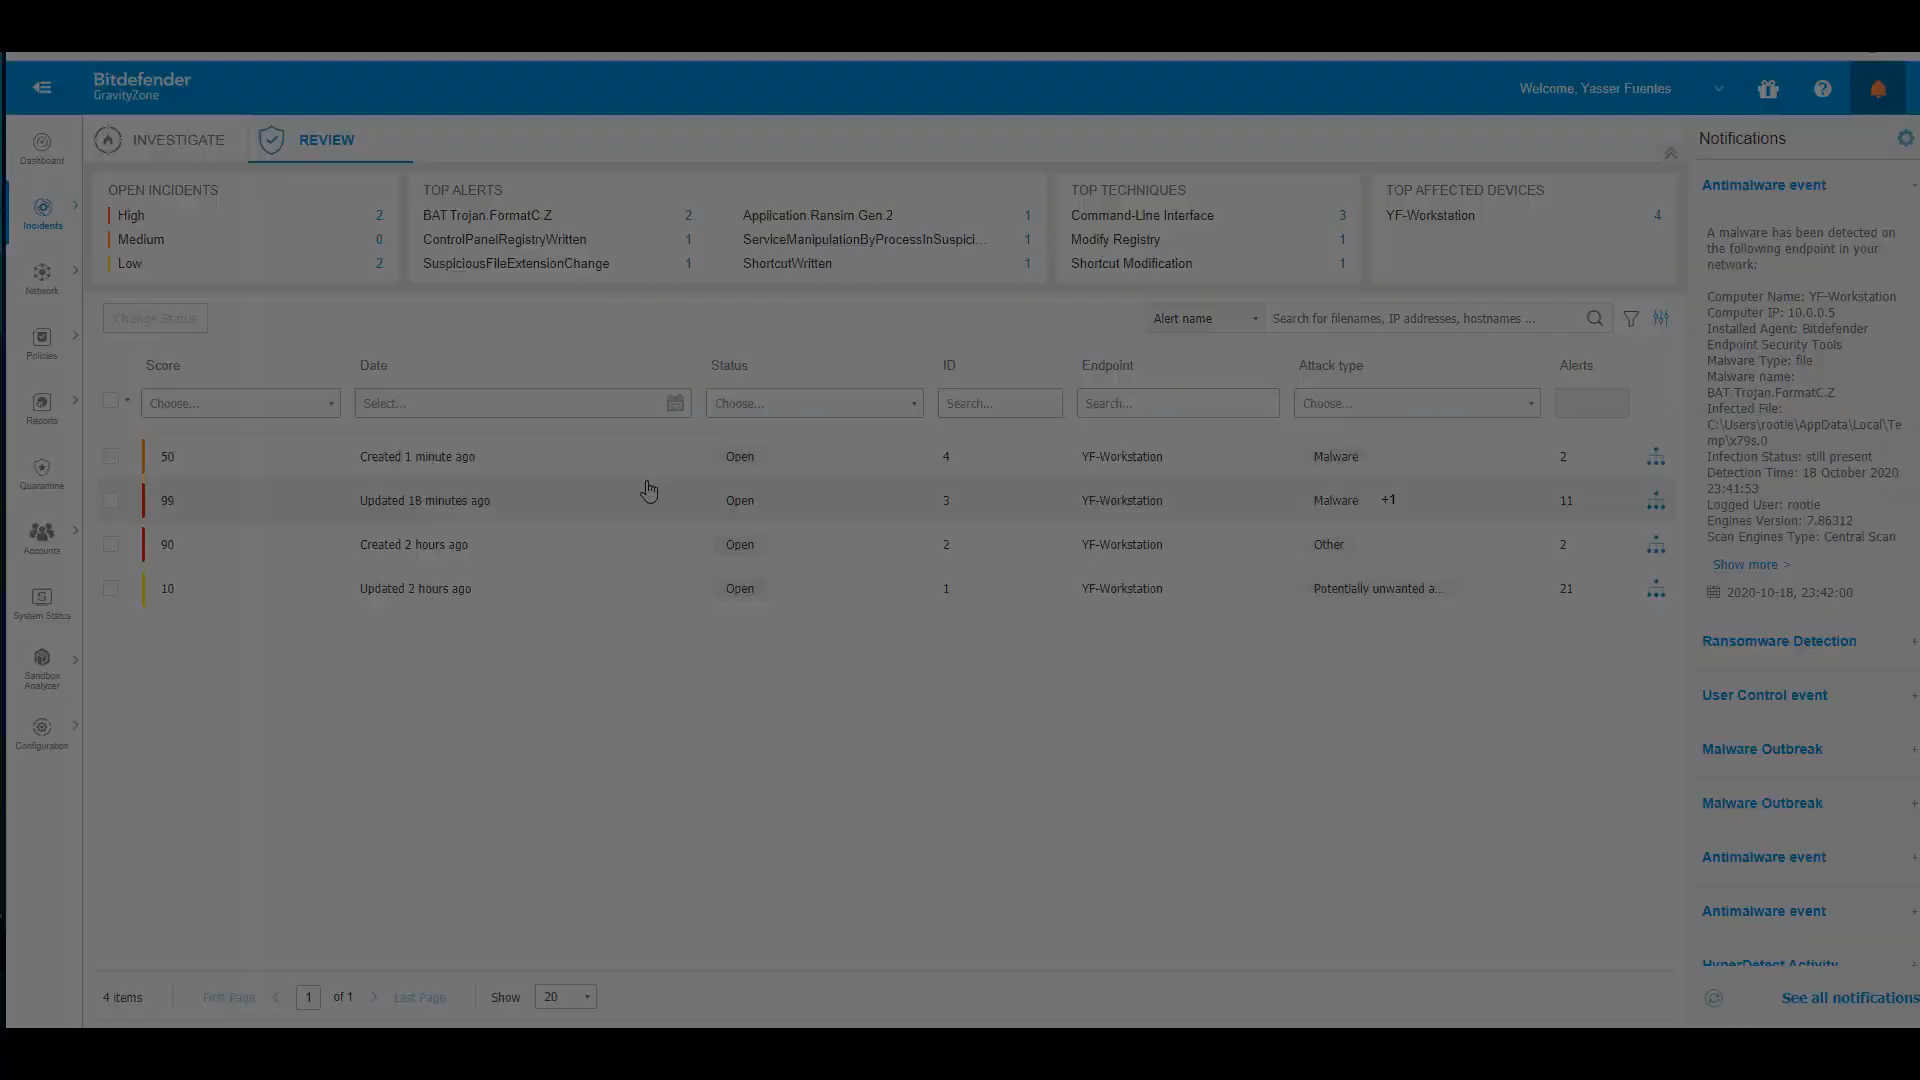 Bitdefender
GravityZone
Welcome, Yasser Fuentes
Dashboard
Incidents
Network
Policies
Reports
Quarantine
Accounts
System Status
Sandbox
Analyzer
Configuration
INVESTIGATE
REVIEW
OPEN INCIDENTS
High 2
Medium 0
Low 2
TOP ALERTS
BAT.Trojan.FormatC.Z 2
ControlPanelRegistryWritten 1
SuspiciousFileExtensionChange 1
Application.Ransim.Gen.2 1
ServiceManipulationByProcessInSuspici... 1
ShortcutWritten 1
TOP TECHNIQUES
Command-Line Interface 3
Modify Registry 1
Shortcut Modification 1
TOP AFFECTED DEVICES
YF-Workstation 4
Change Status
Alert name
Search for filenames, IP addresses, hostnames ...
Score Date Status ID Endpoint Attack type Alerts
Choose... Select... Choose... Search... Search... Choose...
50 Created 1 minute ago Open 4 YF-Workstation Malware 2
99 Updated 18 minutes ago Open 3 YF-Workstation Malware +1 11
90 Created 2 hours ago Open 2 YF-Workstation Other 2
10 Updated 2 hours ago Open 1 YF-Workstation Potentially unwanted a... 21
4 items First Page 1 of 1 Last Page Show 20
Notifications
Antimalware event -
A malware has been detected on
the following endpoint in your
network:
Computer Name: YF-Workstation
Computer IP: 10.0.0.5
Installed Agent: Bitdefender
Endpoint Security Tools
Malware Type: file
Malware name:
BAT.Trojan.FormatC.Z
Infected File:
C:\Users\rootie\AppData\Local\Te
mp\x79s.0
Infection Status: still present
Detection Time: 18 October 2020
23:41:53
Logged User: rootie
Engines Version: 7.86312
Scan Engines Type: Central Scan
Show more >
2020-10-18, 23:42:00
Ransomware Detection +
User Control event +
Malware Outbreak +
Malware Outbreak +
Antimalware event +
Antimalware event +
HyperDetect Activity +
See all notifications